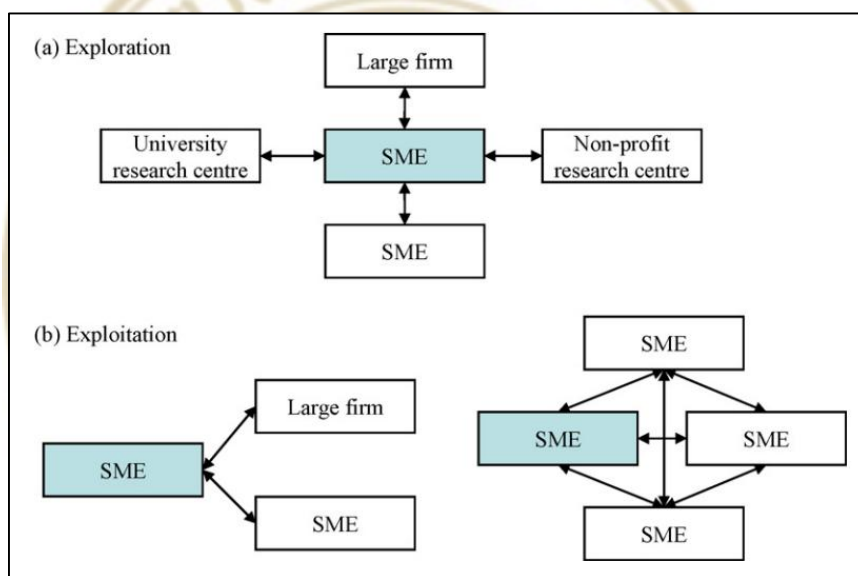 (a) Exploration
Large firm
University
research centre
SME
Non-profit
research centre
SME
(b) Exploitation
Large firm
SME
SME
SME
SME
SME
SME